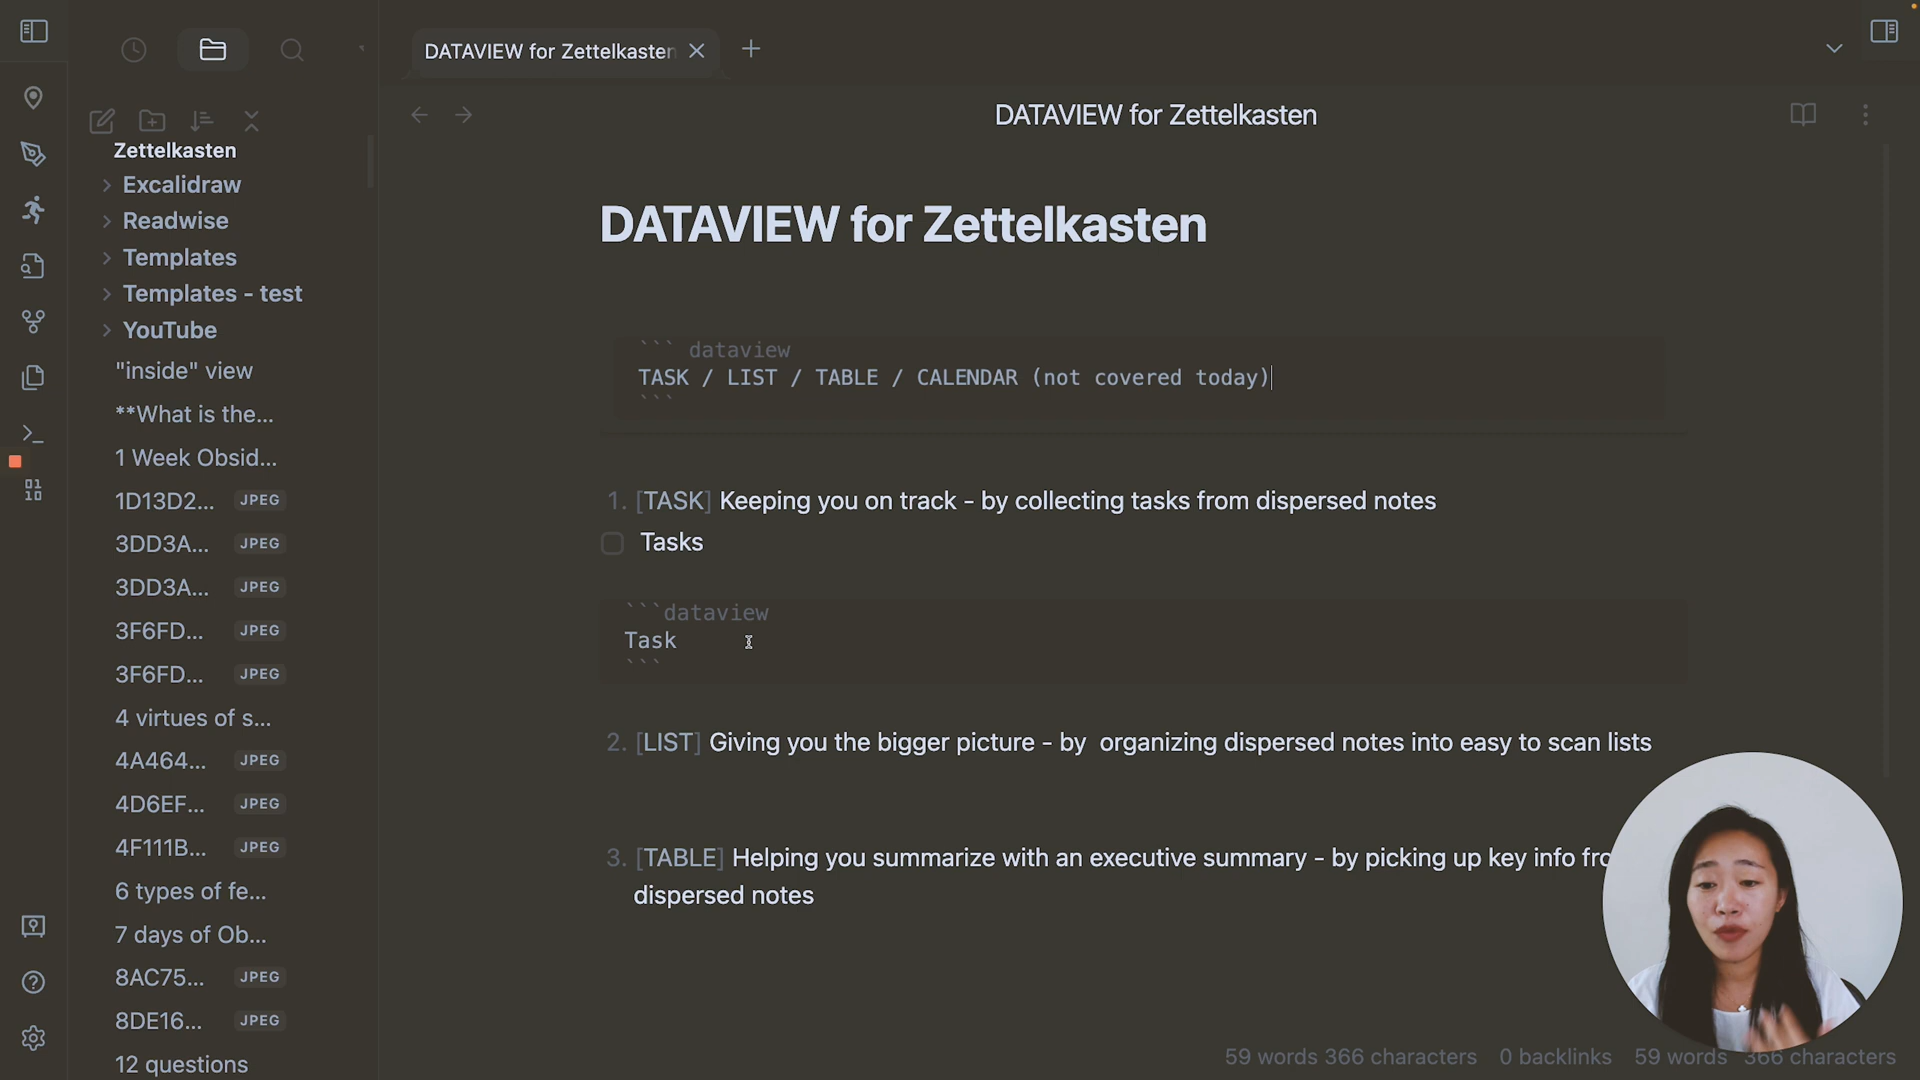 DATAVIEW for Zettelkasten
DATAVIEW for Zettelkasten
Zettelkasten
Excalidraw
Readwise
Templates
Templates - test
YouTube
"inside" view
**What is the...
1 Week Obsid...
1D13D2... JPEG
3DD3A... JPEG
3DD3A... JPEG
3F6FD... JPEG
3F6FD... JPEG
4 virtues of s...
4A464... JPEG
4D6EF... JPEG
4F111B... JPEG
6 types of fe...
7 days of Ob...
8AC75... JPEG
8DE16... JPEG
12 questions
DATAVIEW for Zettelkasten
``` dataview
TASK / LIST / TABLE / CALENDAR (not covered today)
```
1. [TASK] Keeping you on track - by collecting tasks from dispersed notes
Tasks
```dataview
Task
```
2. [LIST] Giving you the bigger picture - by  organizing dispersed notes into easy to scan lists
3. [TABLE] Helping you summarize with an executive summary - by picking up key info
dispersed notes
59 words 366 characters 0 backlinks 59 words 366 characters